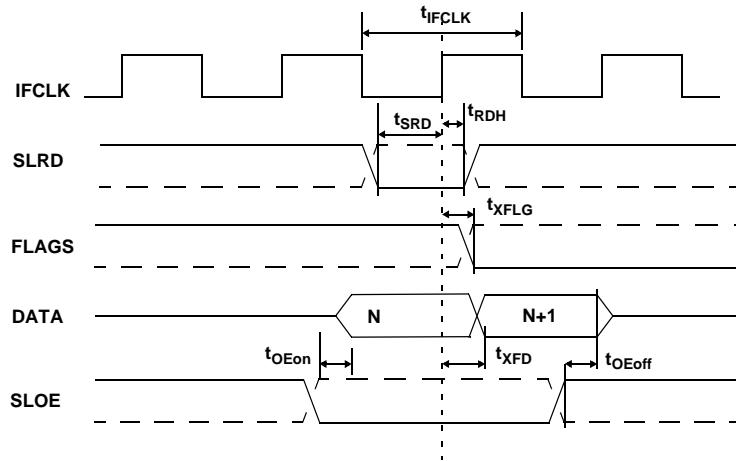 tIFCLK
IFCLK
tSRD
tRDH
SLRD
tXFLG
FLAGS
DATA
N
N+1
tOEon
tXFD
tOEoff
SLOE